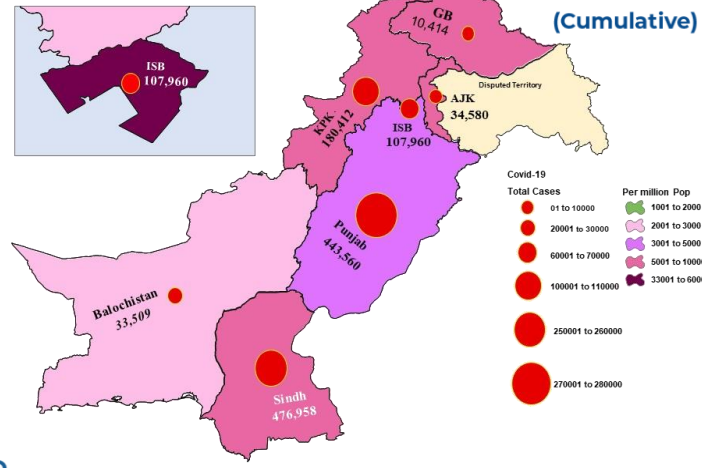 (Cumulative)
ISB
107,960
GB
10,414
Disputed Territory
AJK
34,580
KPK
180,412
ISB
107,960
Punjab
443,560
Balochistan
33,509
Sindh
476,958
Covid-19
Total Cases
01 to 10000
20001 to 30000
60001 to 70000
100001 to 110000
250001 to 260000
270001 to 280000
Per million Pop
1001 to 2000
2001 to 3000
3001 to 5000
5001 to 1000
33001 to 600